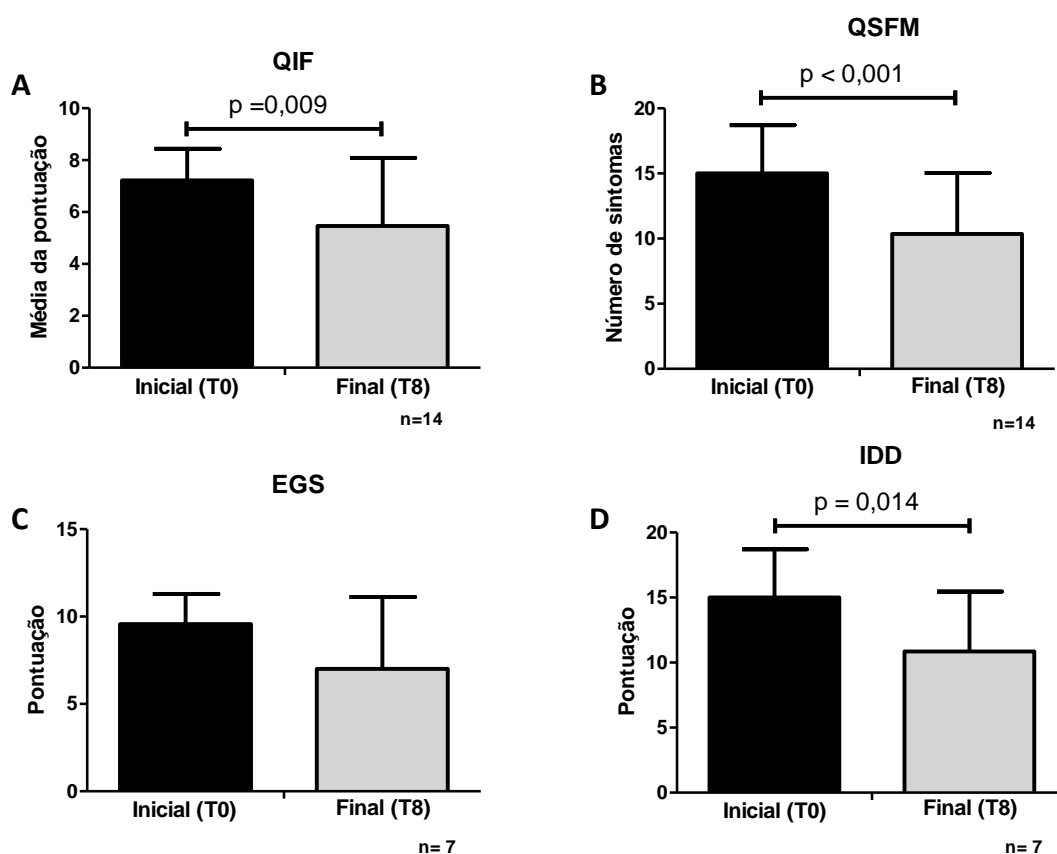 A
QIF
p =0,009
Média da pontuação
10
8
6
4
2
0
Inicial (T0)
Final (T8)
n=14
B
QSFM
p < 0,001
Número de sintomas
20
15
10
5
0
Inicial (T0)
Final (T8)
n=14
C
EGS
Pontuação
15
10
5
0
Inicial (T0)
Final (T8)
n= 7
D
IDD
p = 0,014
Pontuação
20
15
10
5
0
Inicial (T0)
Final (T8)
n= 7